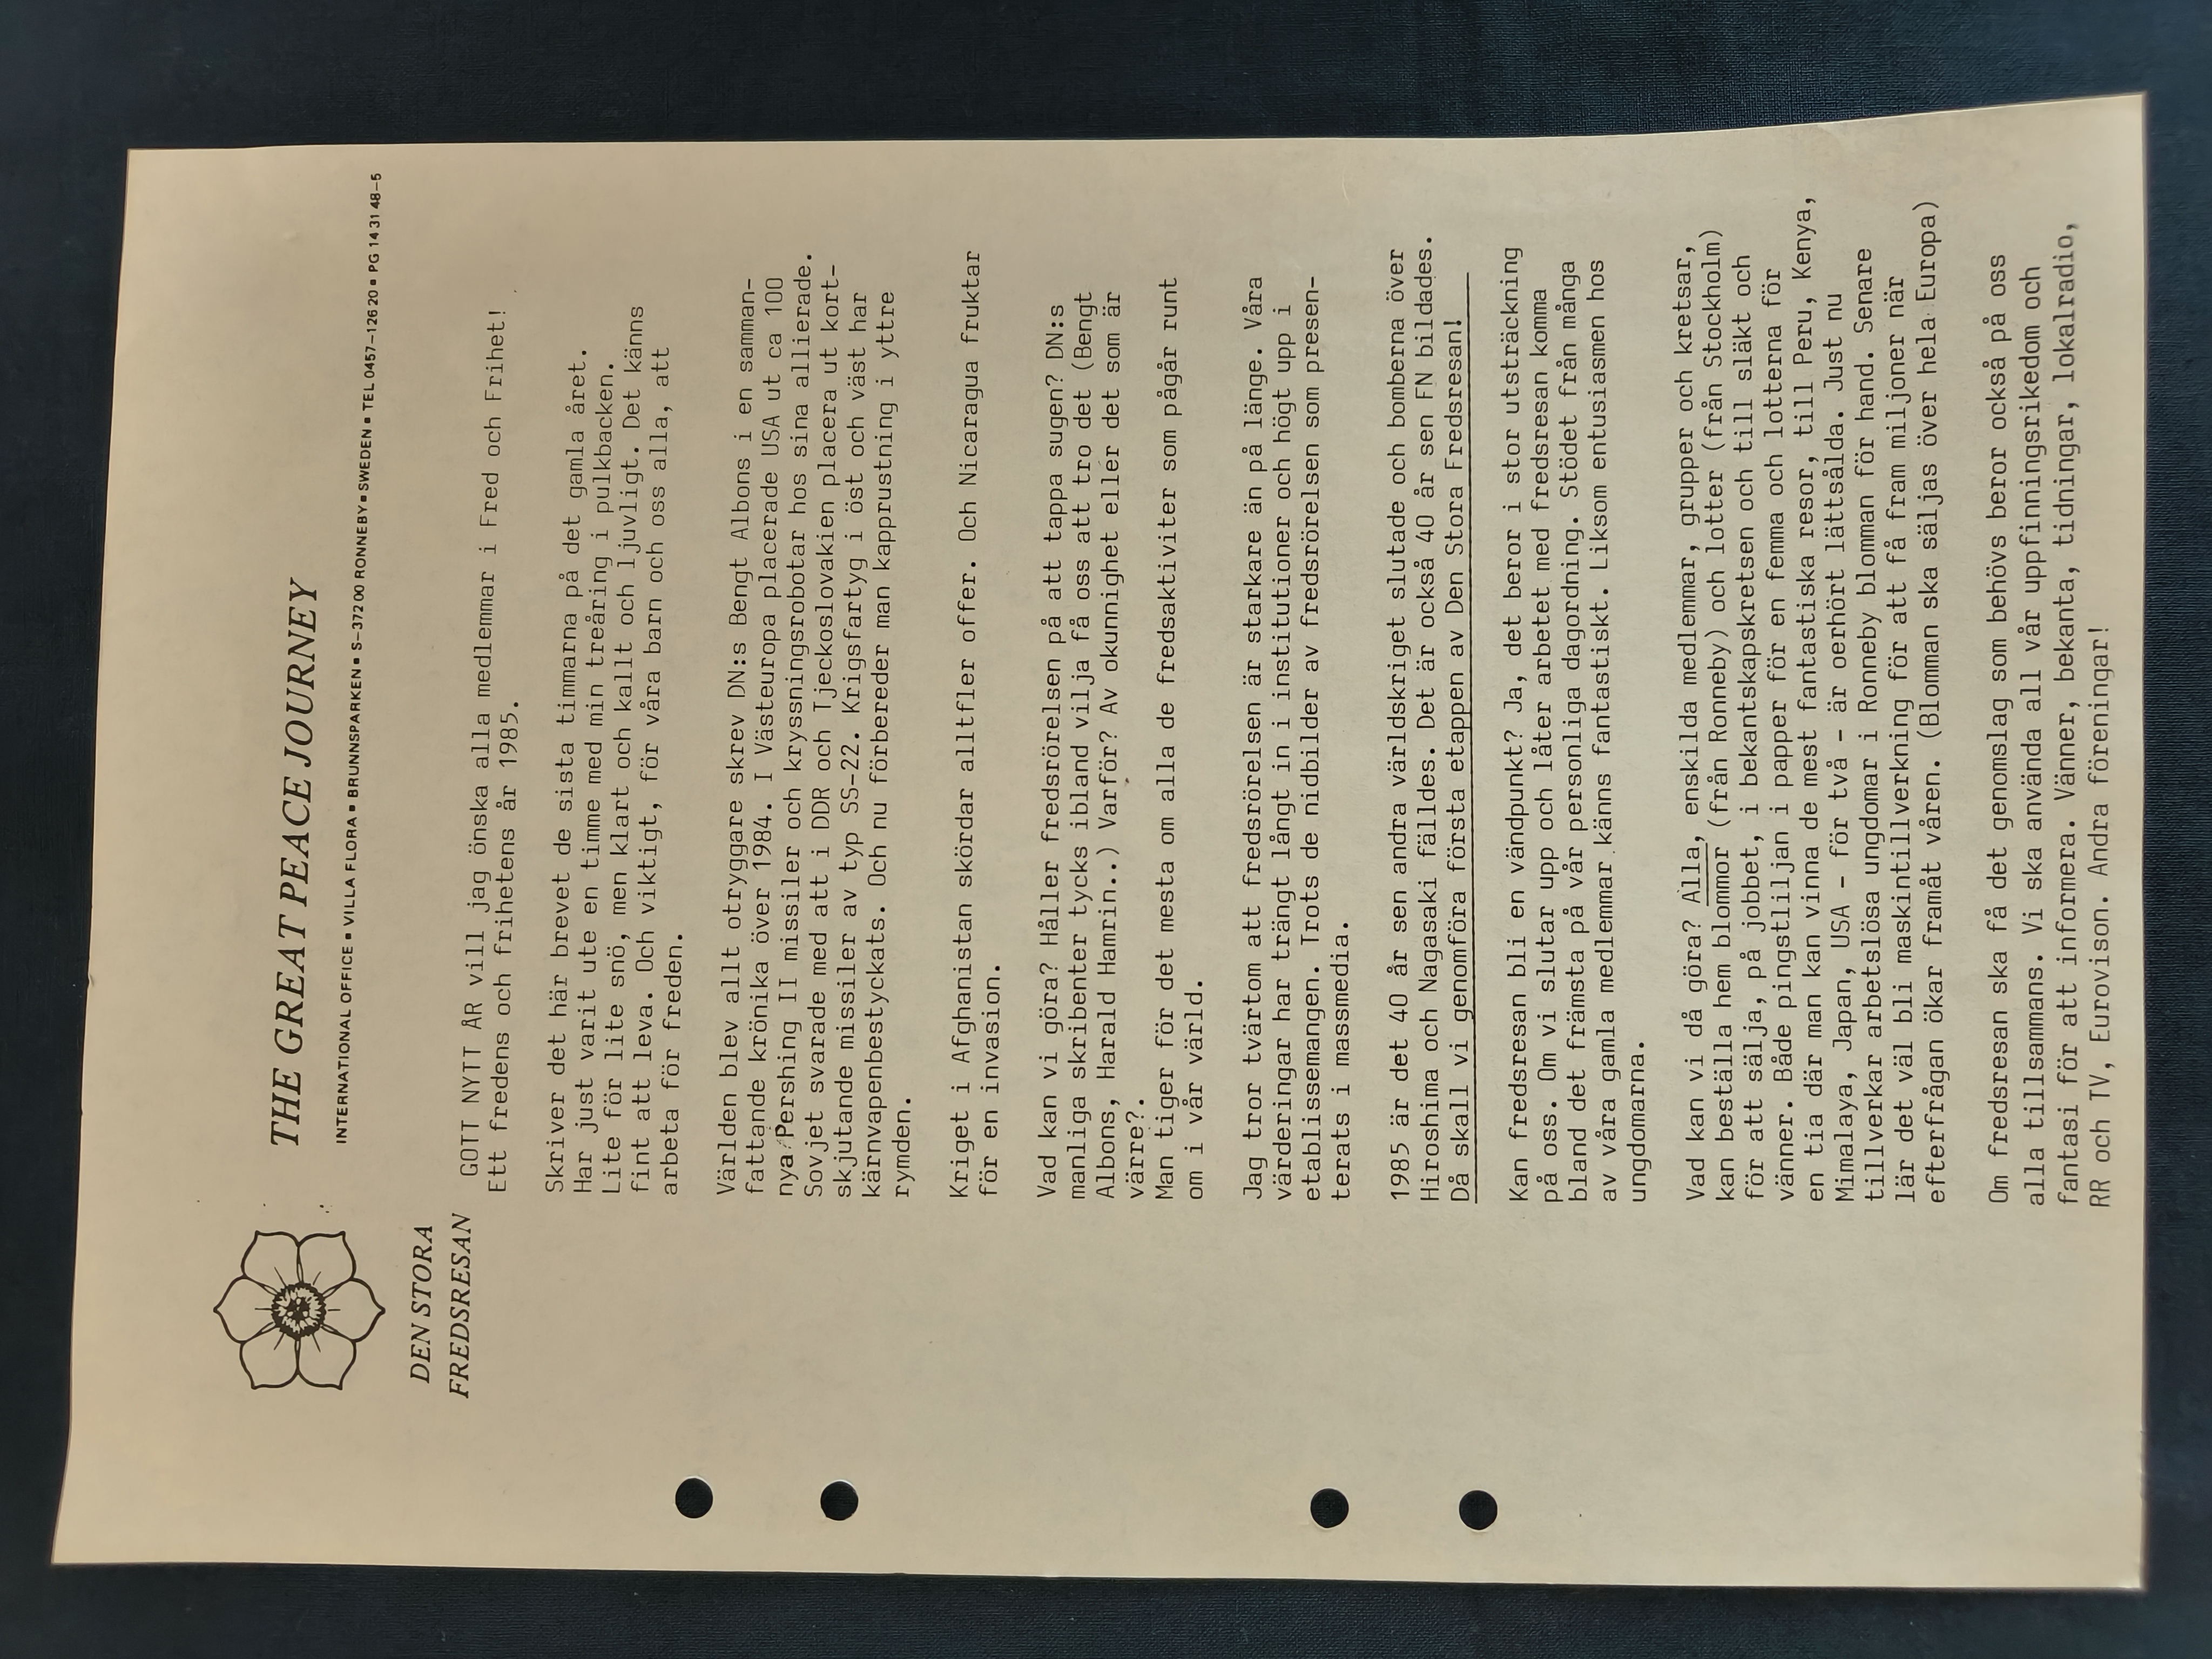 THE GREAT PEACE JOURNEY
INTERNATIONAL OFFICE ▪ VILLA FLORA ▪ BRUNNSPARKEN ▪ S-372 00 RONNEBY ▪ SWEDEN ▪ TEL 0457-126 20 ▪ PG 14 31 48-5
DEN STORA
FREDSRESAN
GOTT NYTT ÅR vill jag önska alla medlemmar i Fred och Frihet!
Ett fredens och frihetens år 1985.
Skriver det här brevet de sista timmarna på det gamla året.
Har just varit ute en timme med min treåring i pulkbacken.
Lite för lite snö, men klart och kallt och ljuvligt. Det känns
fint att leva. Och viktigt, för våra barn och oss alla, att
arbeta för freden.
Världen blev allt otryggare skrev DN:s Bengt Albons i en samman-
fattande krönika över 1984. I Västeuropa placerade USA ut ca 100
nya Pershing II missiler och kryssningsrobotar hos sina allierade.
Sovjet svarade med att i DDR och Tjeckoslovakien placera ut kort-
skjutande missiler av typ SS-22. Krigsfartyg i öst och väst har
kärnvapenbestyckats. Och nu förbereder man kapprustning i yttre
rymden.
Kriget i Afghanistan skördar alltfler offer. Och Nicaragua fruktar
för en invasion.
Vad kan vi göra? Håller fredsrörelsen på att tappa sugen? DN:s
manliga skribenter tycks ibland vilja få oss att tro det (Bengt
Albons, Harald Hamrin..) Varför? Av okunnighet eller det som är
värre?.
Man tiger för det mesta om alla de fredsaktiviter som pågår runt
om i vår värld.
Jag tror tvärtom att fredsrörelsen är starkare än på länge. Våra
värderingar har trängt långt in i institutioner och högt upp i
etablissemangen. Trots de nidbilder av fredsrörelsen som presen-
terats i massmedia.
1985 är det 40 år sen andra världskriget slutade och bomberna över
Hiroshima och Nagasaki fälldes. Det är också 40 år sen FN bildades.
Då skall vi genomföra första etappen av Den Stora Fredsresan!
Kan fredsresan bli en vändpunkt? Ja, det beror i stor utsträckning
på oss. Om vi slutar upp och låter arbetet med fredsresan komma
bland det främsta på vår personliga dagordning. Stödet från många
av våra gamla medlemmar känns fantastiskt. Liksom entusiasmen hos
ungdomarna.
Vad kan vi då göra? Alla, enskilda medlemmar, grupper och kretsar,
kan beställa hem blommor (från Ronneby) och lotter (från Stockholm)
för att sälja, på jobbet, i bekantskapskretsen och till släkt och
vänner. Både pingstliljan i papper för en femma och lotterna för
en tia där man kan vinna de mest fantastiska resor, till Peru, Kenya,
Mimalaya, Japan, USA - för två - är oerhört lättsålda. Just nu
tillverkar arbetslösa ungdomar i Ronneby blomman för hand. Senare
lär det väl bli maskintillverkning för att få fram miljoner när
efterfrågan ökar framåt våren. (Blomman ska säljas över hela Europa)
Om fredsresan ska få det genomslag som behövs beror också på oss
alla tillsammans. Vi ska använda all vår uppfinningsrikedom och
fantasi för att informera. Vänner, bekanta, tidningar, lokalradio,
RR och TV, Eurovison. Andra föreningar!